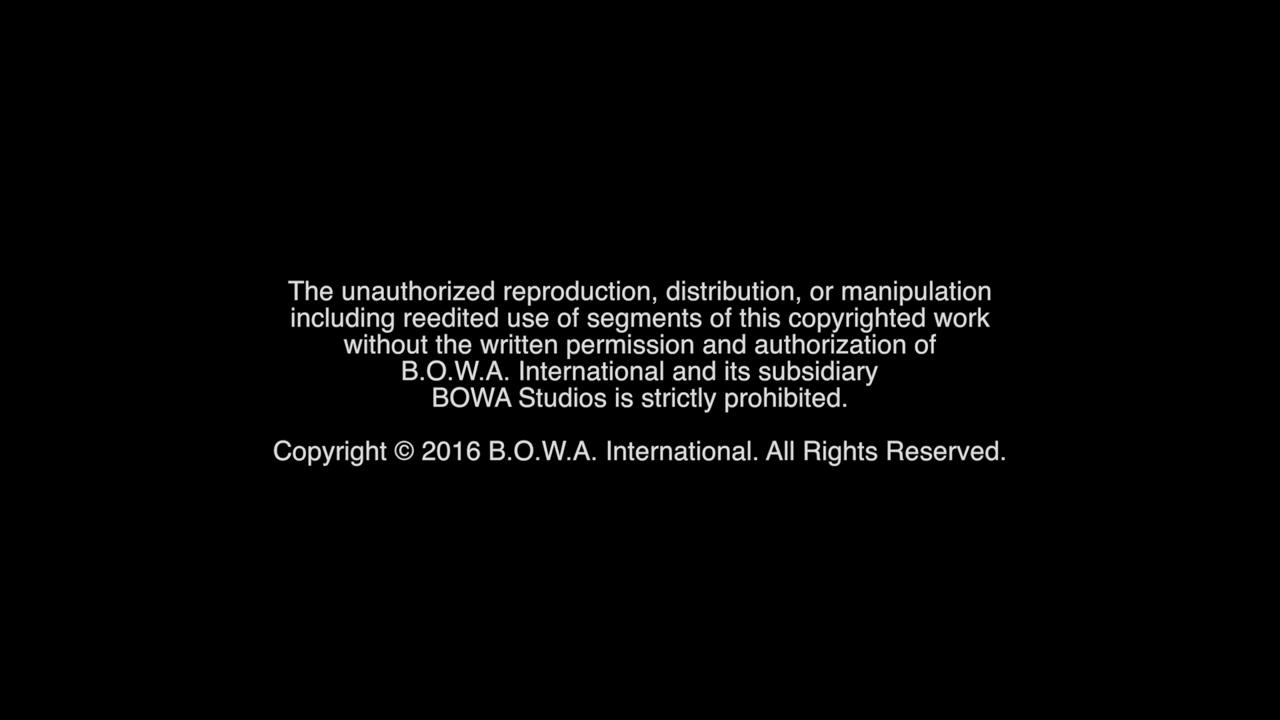 The unauthorized reproduction, distribution, or manipulation
including reedited use of segments of this copyrighted work
without the written permission and authorization of
B.O.W.A. International and its subsidiary
BOWA Studios is strictly prohibited.
Copyright © 2016 B.O.W.A. International. All Rights Reserved.